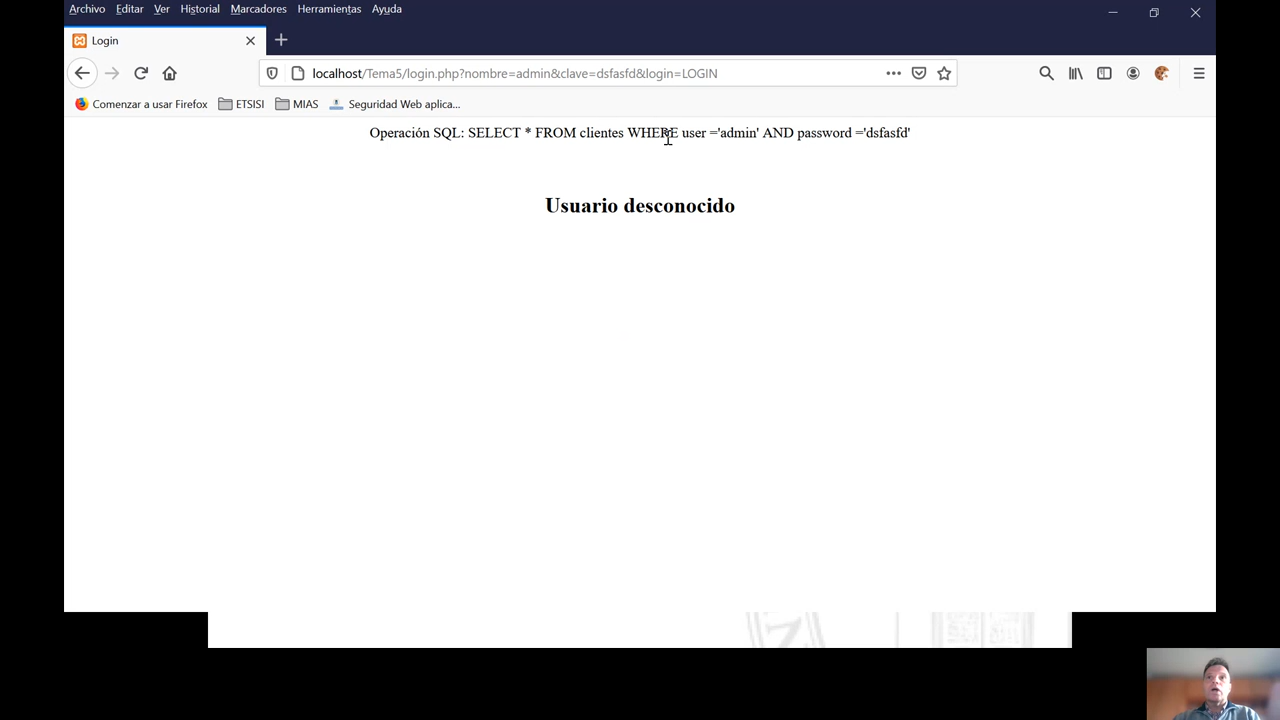 Archivo Editar Ver Historial Marcadores Herramientas Ayuda
Login
localhost/Tema5/login.php?nombre=admin&clave=dsfasfd&login=LOGIN
Comenzar a usar Firefox ETSISI MIAS Seguridad Web aplica...
Operación SQL: SELECT * FROM clientes WHERE user ='admin' AND password ='dsfasfd'
Usuario desconocido